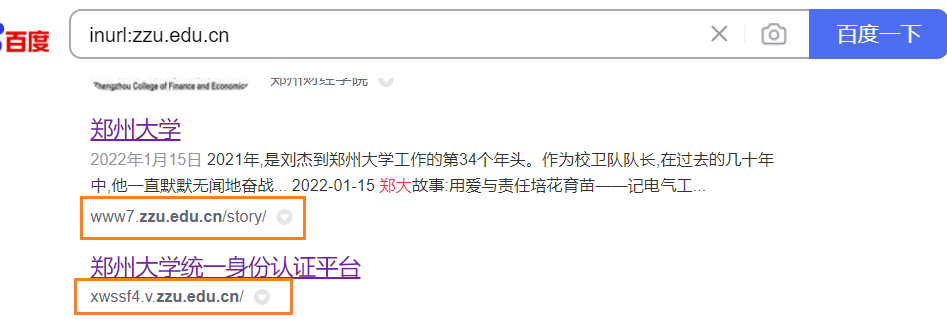 百度
inurl:zzu.edu.cn
百度一下
Zhengzhou College of Finance and Economics
郑州财经学院
郑州大学
2022年1月15日 2021年,是刘杰到郑州大学工作的第34个年头。作为校卫队队长,在过去的几十年
中,他一直默默无闻地奋战... 2022-01-15 郑大故事:用爱与责任培花育苗——记电气工...
www7.zzu.edu.cn/story/
郑州大学统一身份认证平台
xwssf4.v.zzu.edu.cn/